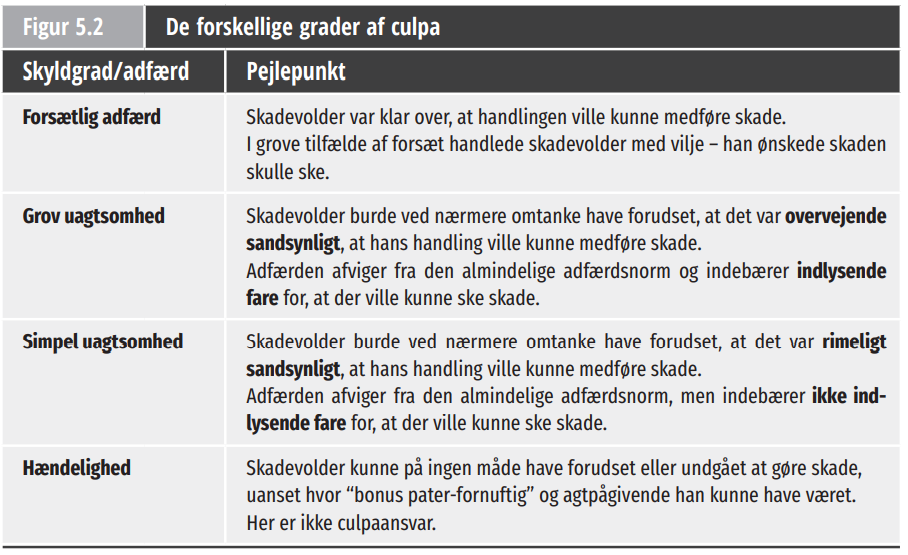 Figur 5.2
De forskellige grader af culpa
Skyldgrad/adfærd
Pejlepunkt
Forsætlig adfærd
Skadevolder var klar over, at handlingen ville kunne medføre skade.
I grove tilfælde af forsæt handlede skadevolder med vilje – han ønskede skaden
skulle ske.
Grov uagtsomhed
Skadevolder burde ved nærmere omtanke have forudset, at det var overvejende
sandsynligt, at hans handling ville kunne medføre skade.
Adfærden afviger fra den almindelige adfærdsnorm og indebærer indlysende
fare for, at der ville kunne ske skade.
Simpel uagtsomhed
Skadevolder burde ved nærmere omtanke have forudset, at det var rimeligt
sandsynligt, at hans handling ville kunne medføre skade.
Adfærden afviger fra den almindelige adfærdsnorm, men indebærer ikke ind-
lysende fare for, at der ville kunne ske skade.
Hændelighed
Skadevolder kunne på ingen måde have forudset eller undgået at gøre skade,
uanset hvor “bonus pater-fornuftig” og agtpågivende han kunne have været.
Her er ikke culpaansvar.